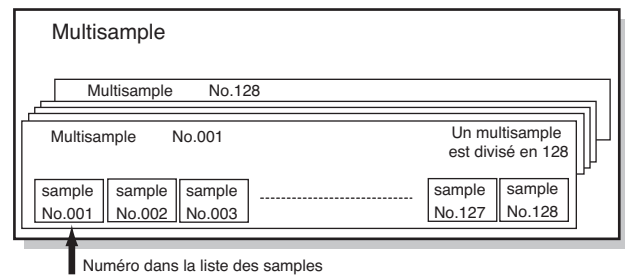 Multisample
Multisample No.128
Multisample No.001
Un multisample
est divisé en 128
sample sample sample sample sample
No.001 No.002 No.003 No.127 No.128
Numéro dans la liste des samples